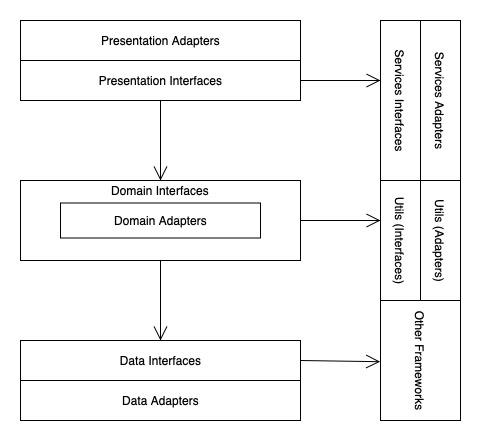 Presentation Adapters
Presentation Interfaces
Domain Interfaces
Domain Adapters
Data Interfaces
Data Adapters
Services Interfaces
Services Adapters
Utils (Interfaces)
Utils (Adapters)
Other Frameworks